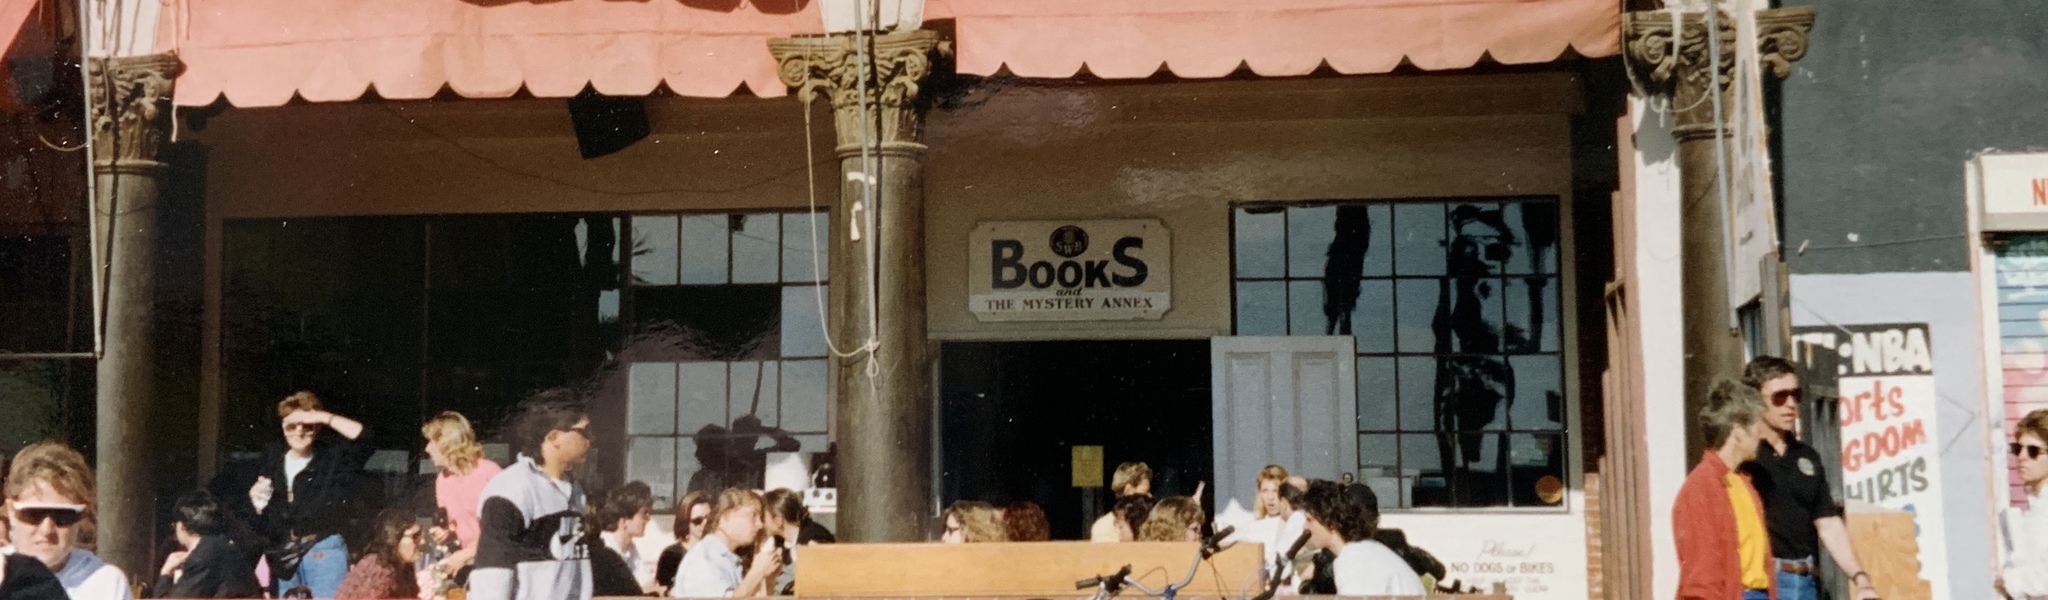 SWB
BOOKS
and
THE MYSTERY ANNEX
Please!
NO DOGS or BIKES
:NBA
orts
GDOM
HIRTS
N